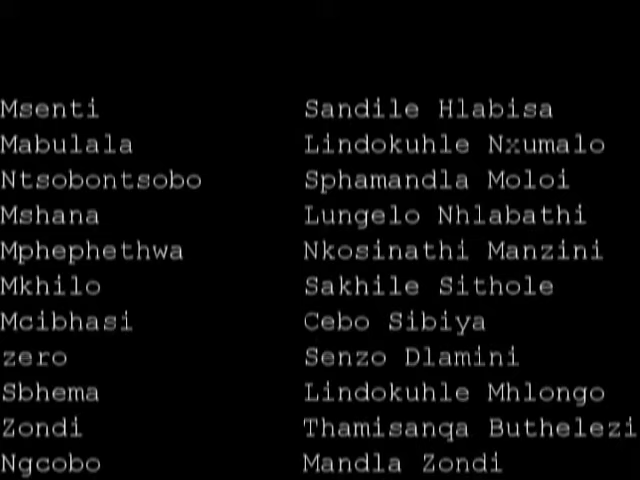 Msenti Sandile Hlabisa
Mabulala Lindokuhle Nxumalo
Ntsobontsobo Sphamandla Moloi
Mshana Lungelo Nhlabathi
Mphephethwa Nkosinathi Manzini
Mkhilo Sakhile Sithole
Mcibhasi Cebo Sibiya
zero Senzo Dlamini
Sbhema Lindokuhle Mhlongo
Zondi Thamisanqa Buthelezi
Ngcobo Mandla Zondi